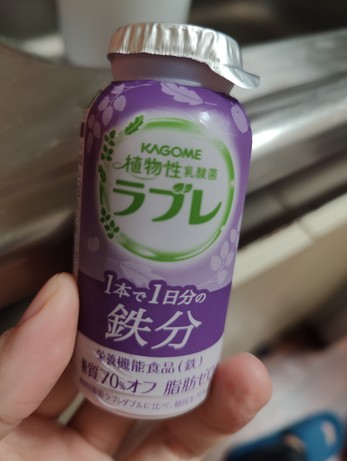 KAGOME
植物性乳酸菌
ラブレ
1本で1日分の
鉄分
栄養機能食品(鉄)
糖質70%オフ 脂肪ゼロ